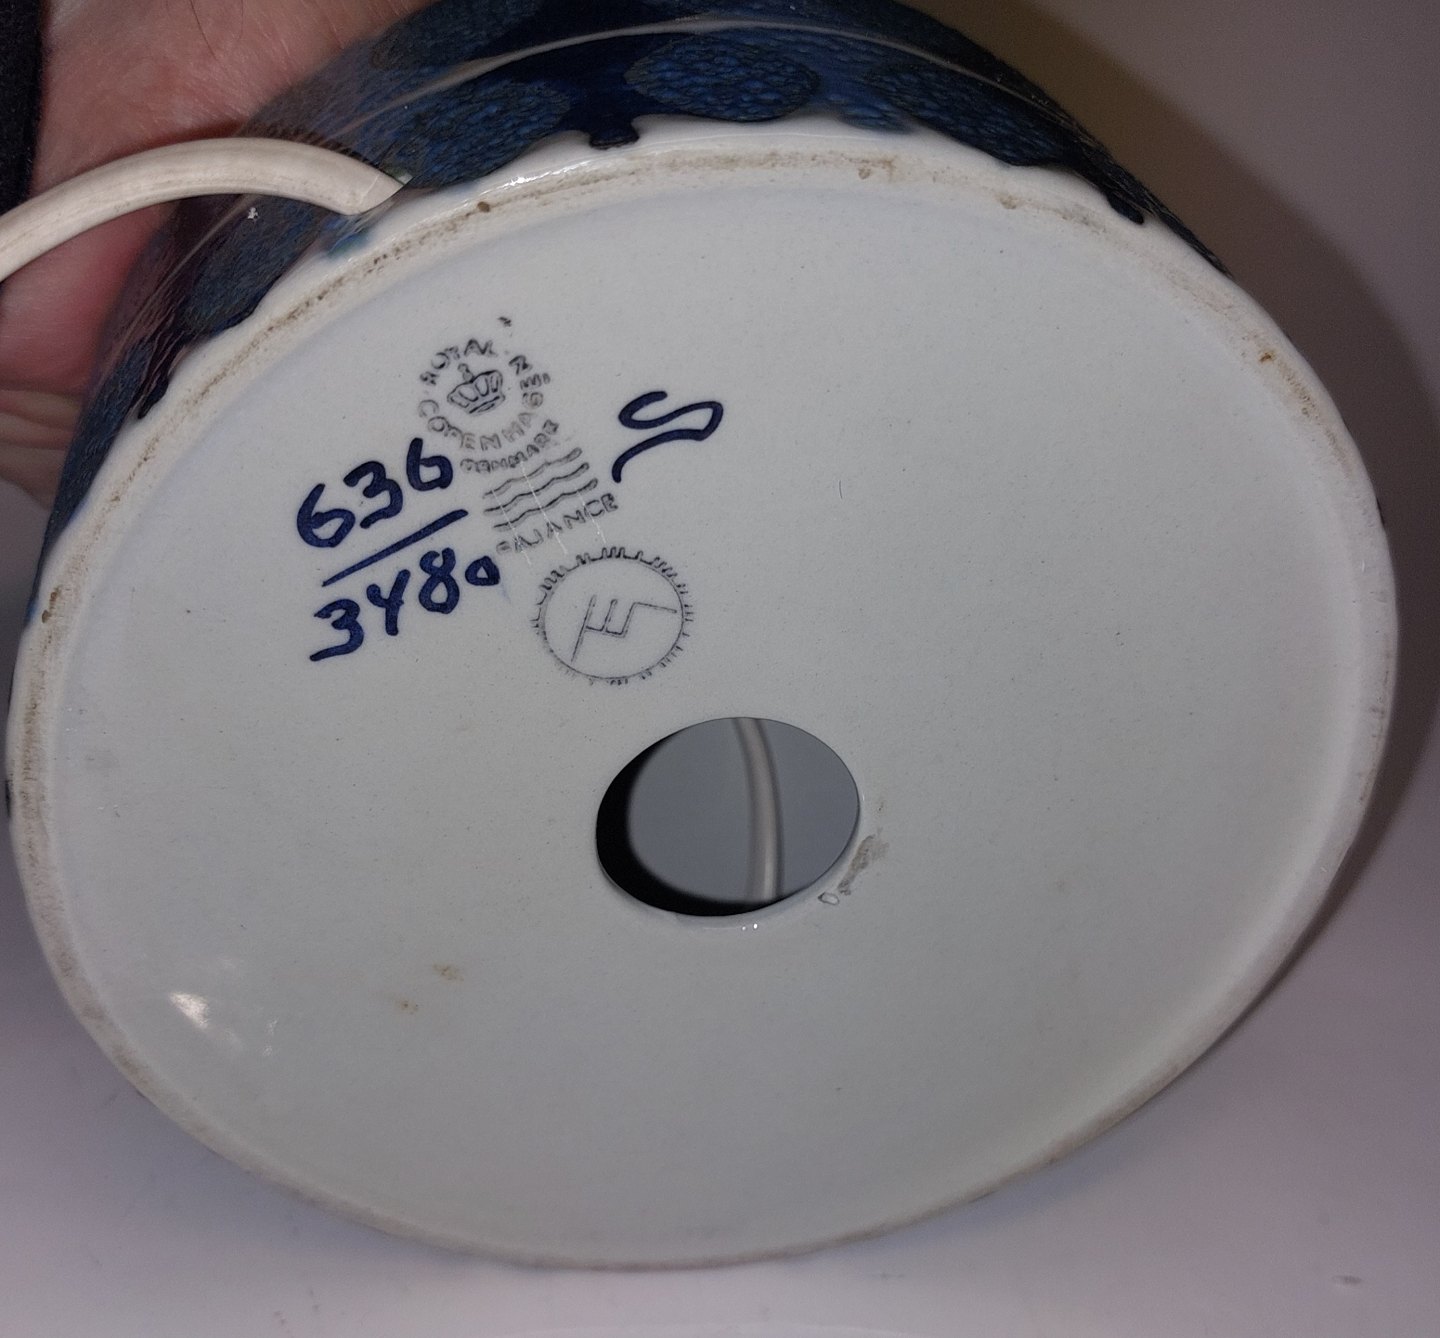 ROYAL COPENHAGEN
DENMARK
FAJANCE
636
3480
S